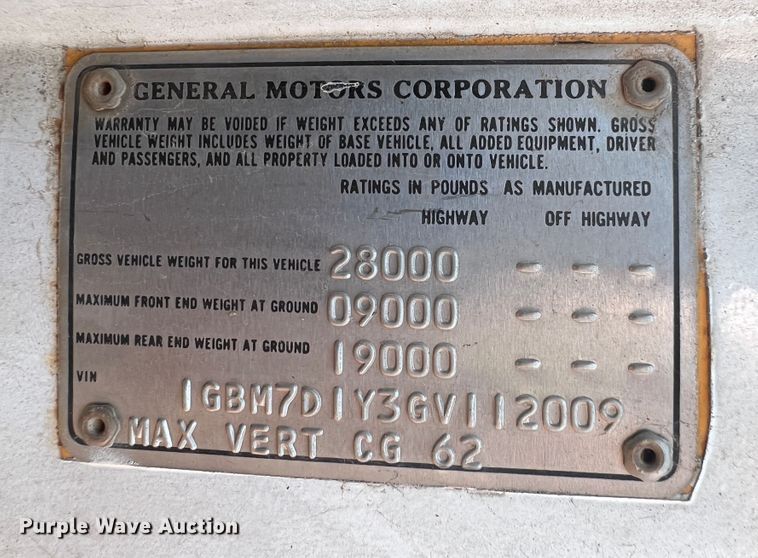 GENERAL MOTORS CORPORATION
WARRANTY MAY BE VOIDED IF WEIGHT EXCEEDS ANY OF RATINGS SHOWN. GROSS
VEHICLE WEIGHT INCLUDES WEIGHT OF BASE VEHICLE, ALL ADDED EQUIPMENT, DRIVER
AND PASSENGERS, AND ALL PROPERTY LOADED INTO OR ONTO VEHICLE.
RATINGS IN POUNDS AS MANUFACTURED
HIGHWAY OFF HIGHWAY
GROSS VEHICLE WEIGHT FOR THIS VEHICLE 28000 - - -
MAXIMUM FRONT END WEIGHT AT GROUND 09000 - - -
MAXIMUM REAR END WEIGHT AT GROUND 19000 - - -
VIN
1GBM7D1Y3GV112009
MAX VERT CG 62
Purple Wave Auction